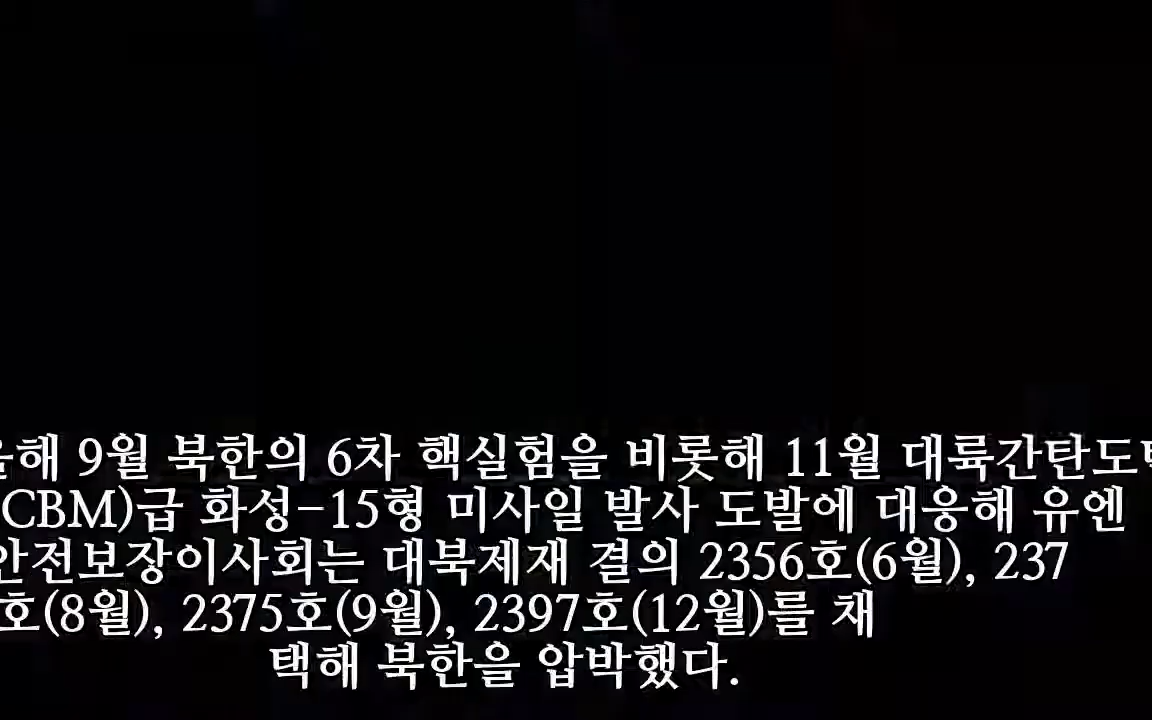 올해 9월 북한의 6차 핵실험을 비롯해 11월 대륙간탄도
CBM)급 화성-15형 미사일 발사 도발에 대응해 유엔
안전보장이사회는 대북제재 결의 2356호(6월), 237
호(8월), 2375호(9월), 2397호(12월)를 채
택해 북한을 압박했다.